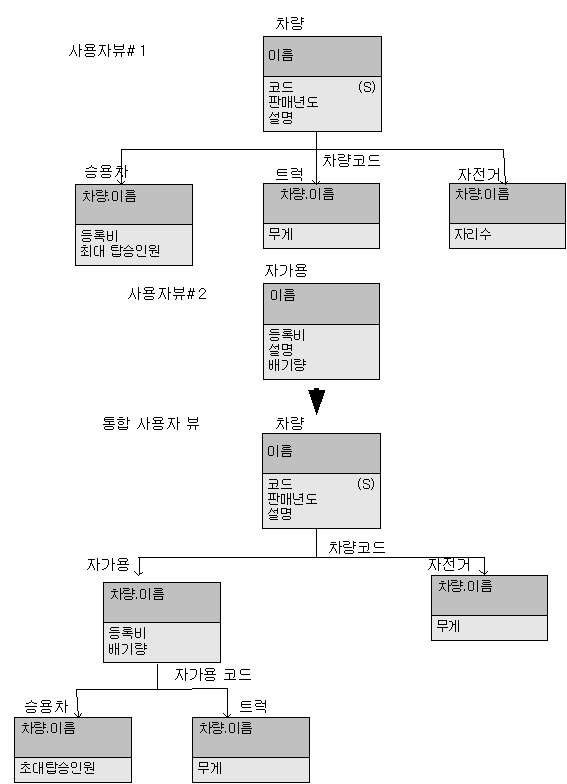 차량
사용자뷰#1
이름
코드 (S)
판매년도
설명
차량코드
승용차 트럭 자전거
차량.이름 차량.이름 차량.이름
등록비 무게 자리수
최대 탑승인원
자가용
사용자뷰#2
이름
등록비
설명
배기량
통합 사용자 뷰 차량
이름
코드 (S)
판매년도
설명
차량코드
자가용 자전거
차량.이름 차량.이름
등록비 무게
배기량
자가용 코드
승용차 트럭
차량.이름 차량.이름
초대탑승인원 무게